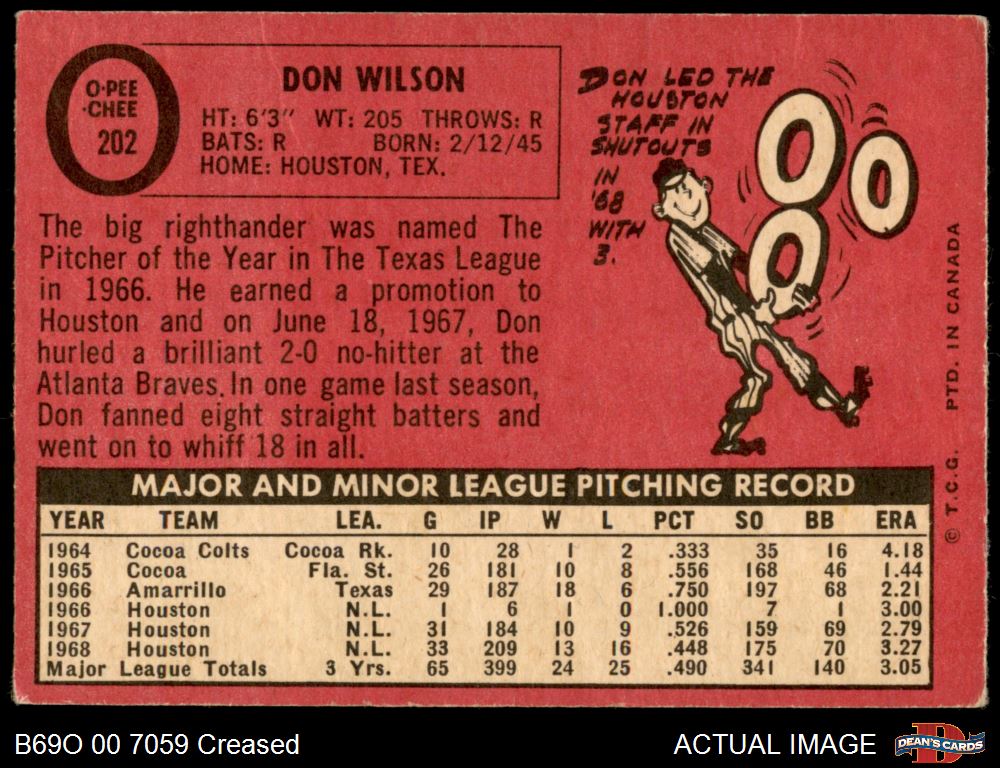 O-PEE
-CHEE
202
DON WILSON
HT: 6'3" WT: 205 THROWS: R
BATS: R BORN: 2/12/45
HOME: HOUSTON, TEX.
DON LED THE
HOUSTON
STAFF IN
SHUTOUTS
IN
'68
WITH
3.
The big righthander was named The
Pitcher of the Year in The Texas League
in 1966. He earned a promotion to
Houston and on June 18, 1967, Don
hurled a brilliant 2-0 no-hitter at the
Atlanta Braves. In one game last season,
Don fanned eight straight batters and
went on to whiff 18 in all.
MAJOR AND MINOR LEAGUE PITCHING RECORD
YEAR TEAM LEA. G IP W L PCT SO BB ERA
1964 Cocoa Colts Cocoa Rk. 10 28 1 2 .333 35 16 4.18
1965 Cocoa Fla. St. 26 181 10 8 .556 168 46 1.44
1966 Amarrillo Texas 29 187 18 6 .750 197 68 2.21
1966 Houston N.L. 1 6 1 0 1.000 7 1 3.00
1967 Houston N.L. 31 184 10 9 .526 159 69 2.79
1968 Houston N.L. 33 209 13 16 .448 175 70 3.27
Major League Totals 3 Yrs. 65 399 24 25 .490 341 140 3.05
© T.C.G. PTD. IN CANADA
B69O 00 7059 Creased
ACTUAL IMAGE
DEAN'S CARDS